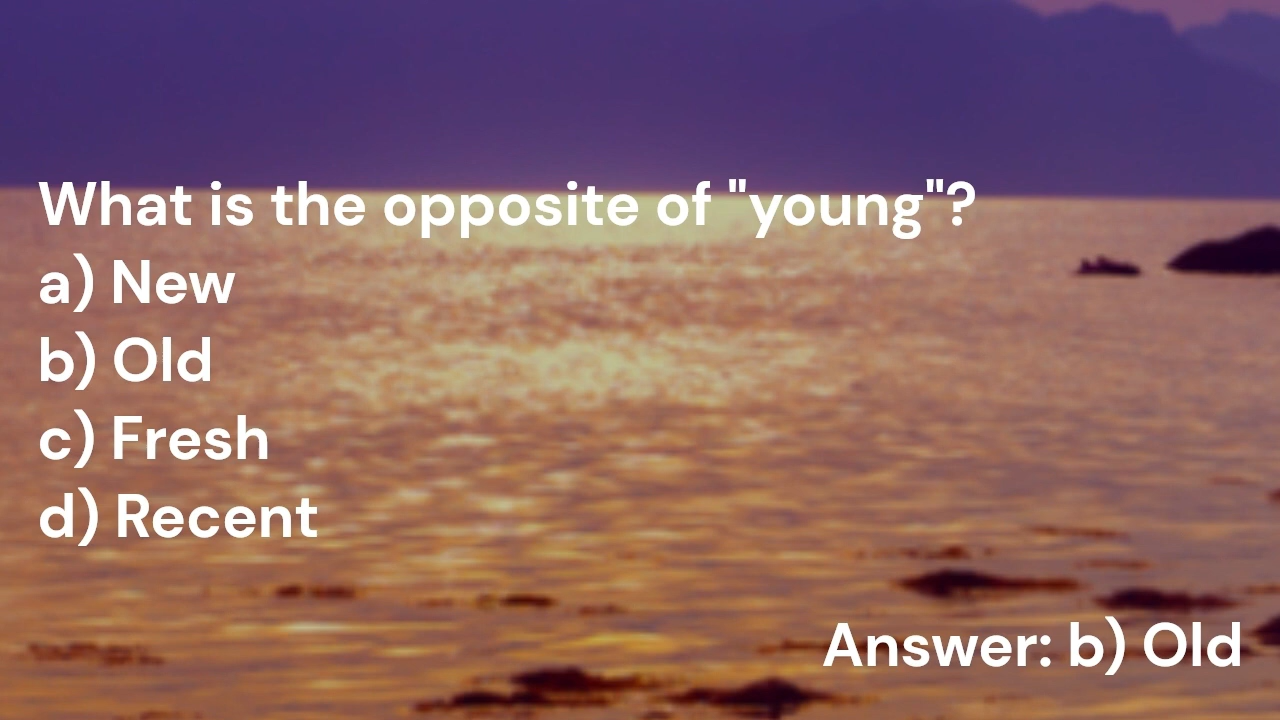 What is the opposite of "young"?
a) New
b) Old
c) Fresh
d) Recent
Answer: b) Old